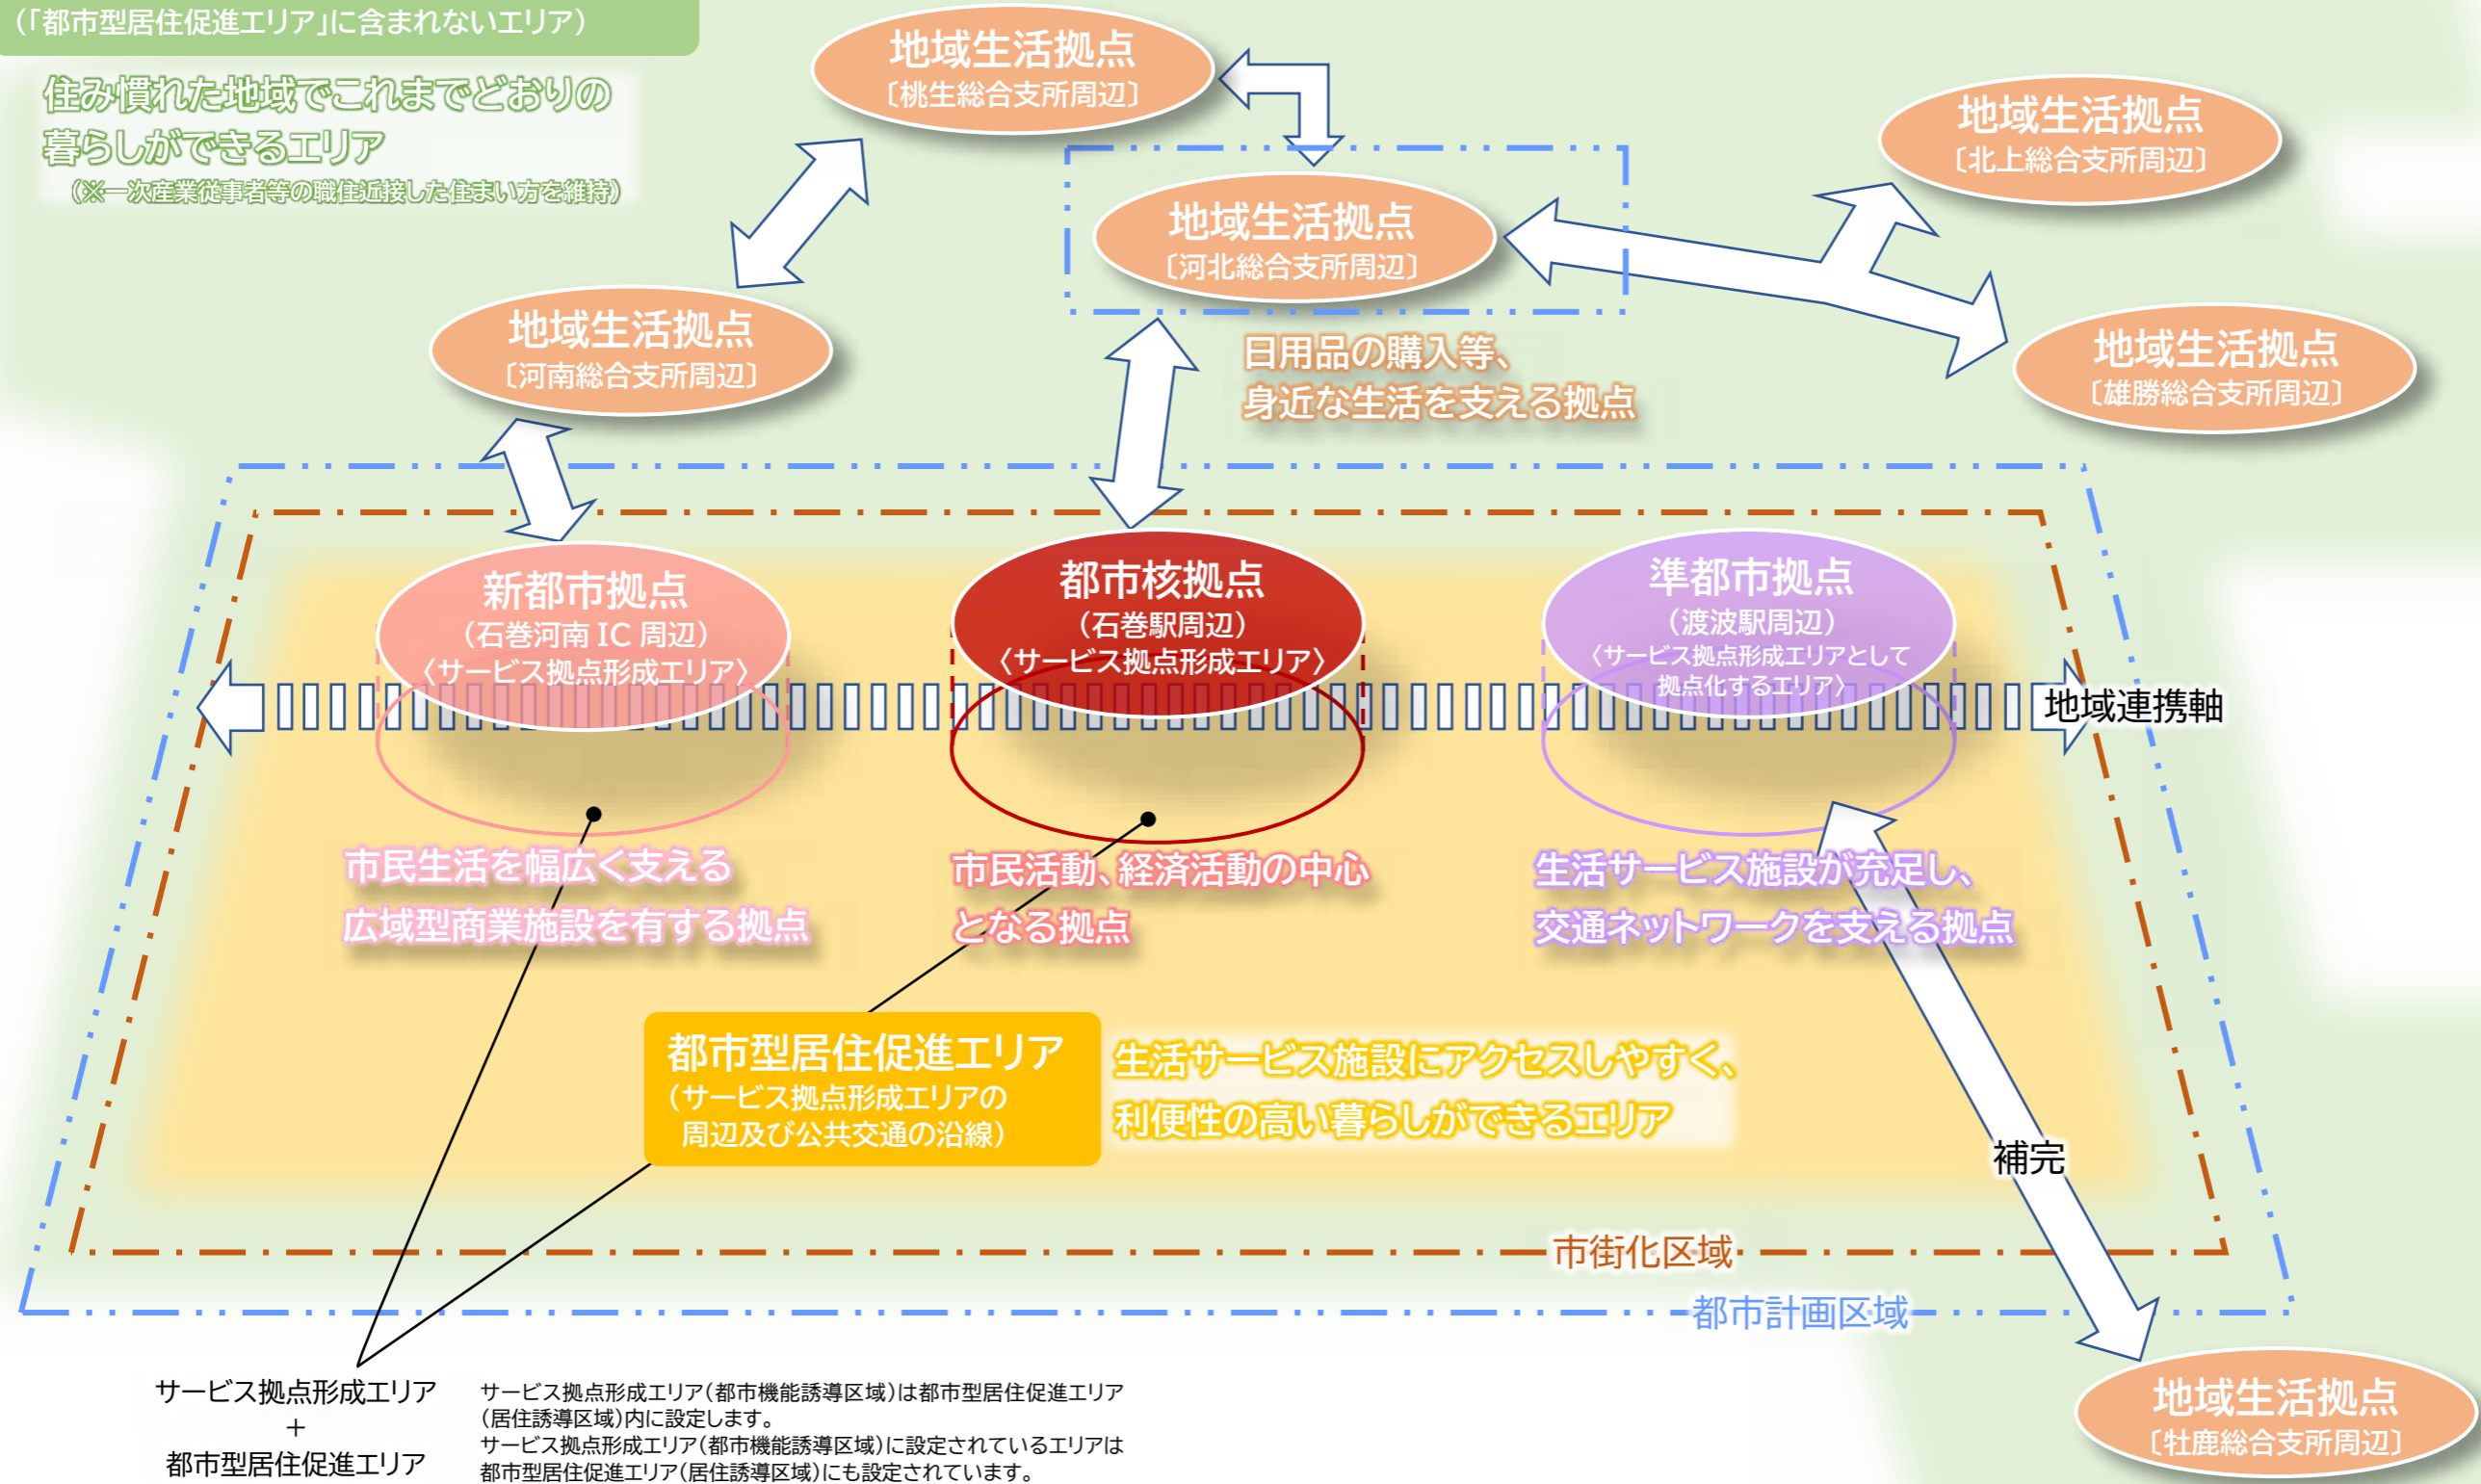 （「都市型居住促進エリア」に含まれないエリア）
住み慣れた地域でこれまでどおりの
暮らしができるエリア
（※一次産業従事者等の職住近接した住まい方を維持）
地域生活拠点
〔桃生総合支所周辺〕
地域生活拠点
〔北上総合支所周辺〕
地域生活拠点
〔河北総合支所周辺〕
地域生活拠点
〔河南総合支所周辺〕
地域生活拠点
〔雄勝総合支所周辺〕
日用品の購入等、
身近な生活を支える拠点
新都市拠点
（石巻河南 IC 周辺）
〈サービス拠点形成エリア〉
都市核拠点
（石巻駅周辺）
〈サービス拠点形成エリア〉
準都市拠点
（渡波駅周辺）
〈サービス拠点形成エリアとして
拠点化するエリア〉
地域連携軸
市民生活を幅広く支える
広域型商業施設を有する拠点
市民活動、経済活動の中心
となる拠点
生活サービス施設が充足し、
交通ネットワークを支える拠点
都市型居住促進エリア
（サービス拠点形成エリアの
周辺及び公共交通の沿線）
生活サービス施設にアクセスしやすく、
利便性の高い暮らしができるエリア
補完
市街化区域
都市計画区域
地域生活拠点
〔牡鹿総合支所周辺〕
サービス拠点形成エリア
＋
都市型居住促進エリア
サービス拠点形成エリア（都市機能誘導区域）は都市型居住促進エリア
（居住誘導区域）内に設定します。
サービス拠点形成エリア（都市機能誘導区域）に設定されているエリアは
都市型居住促進エリア（居住誘導区域）にも設定されています。